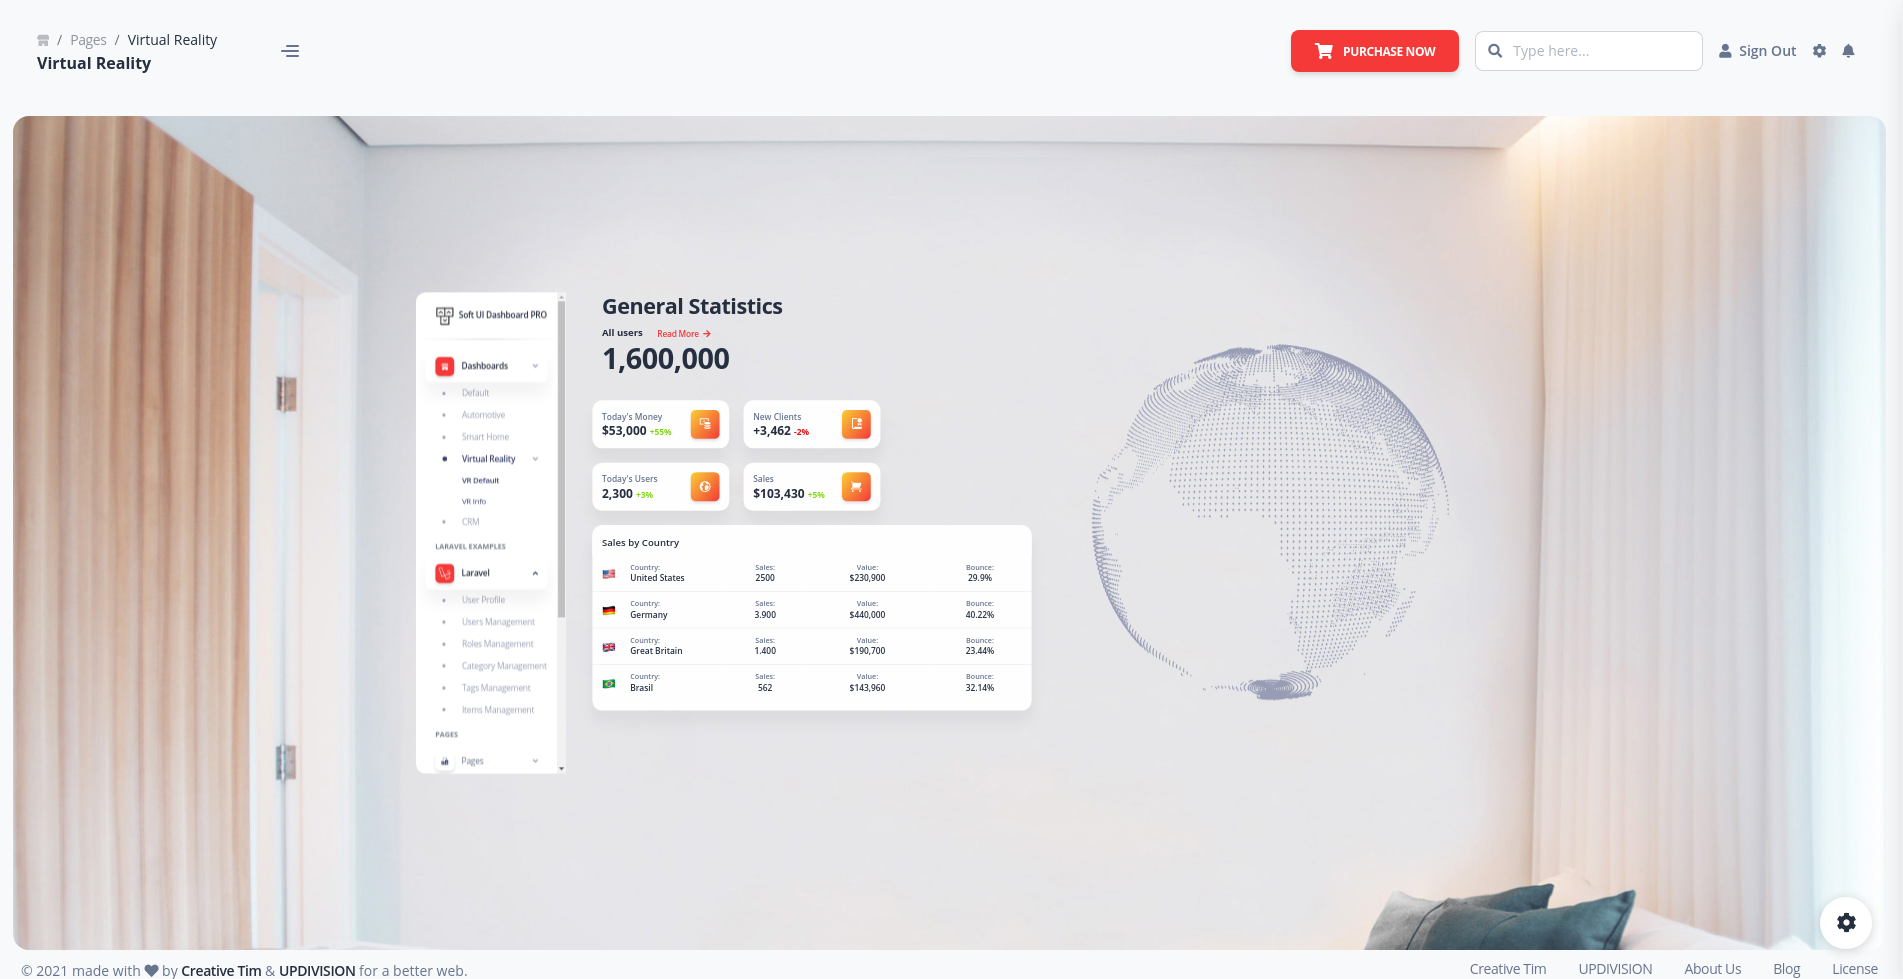 / Pages / Virtual Reality
Virtual Reality
PURCHASE NOW
Type here...
Sign Out
Soft UI Dashboard PRO
Dashboards
Default
Automotive
Smart Home
Virtual Reality
VR Default
VR Info
CRM
LARAVEL EXAMPLES
Laravel
User Profile
Users Management
Roles Management
Category Management
Tags Management
Items Management
PAGES
Pages
General Statistics
All users Read More →
1,600,000
Today's Money
$53,000 +55%
New Clients
+3,462 -2%
Today's Users
2,300 +3%
Sales
$103,430 +5%
Sales by Country
Country: Sales: Value: Bounce:
United States 2500 $230,900 29.9%
Country: Sales: Value: Bounce:
Germany 3.900 $440,000 40.22%
Country: Sales: Value: Bounce:
Great Britain 1.400 $190,700 23.44%
Country: Sales: Value: Bounce:
Brasil 562 $143,960 32.14%
© 2021 made with by Creative Tim & UPDIVISION for a better web.
Creative Tim UPDIVISION About Us Blog License